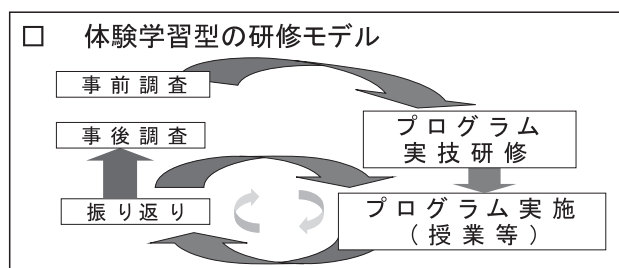 □ 体験学習型の研修モデル
事前調査
事後調査
プログラム
実技研修
振り返り
プログラム実施
(授業等)